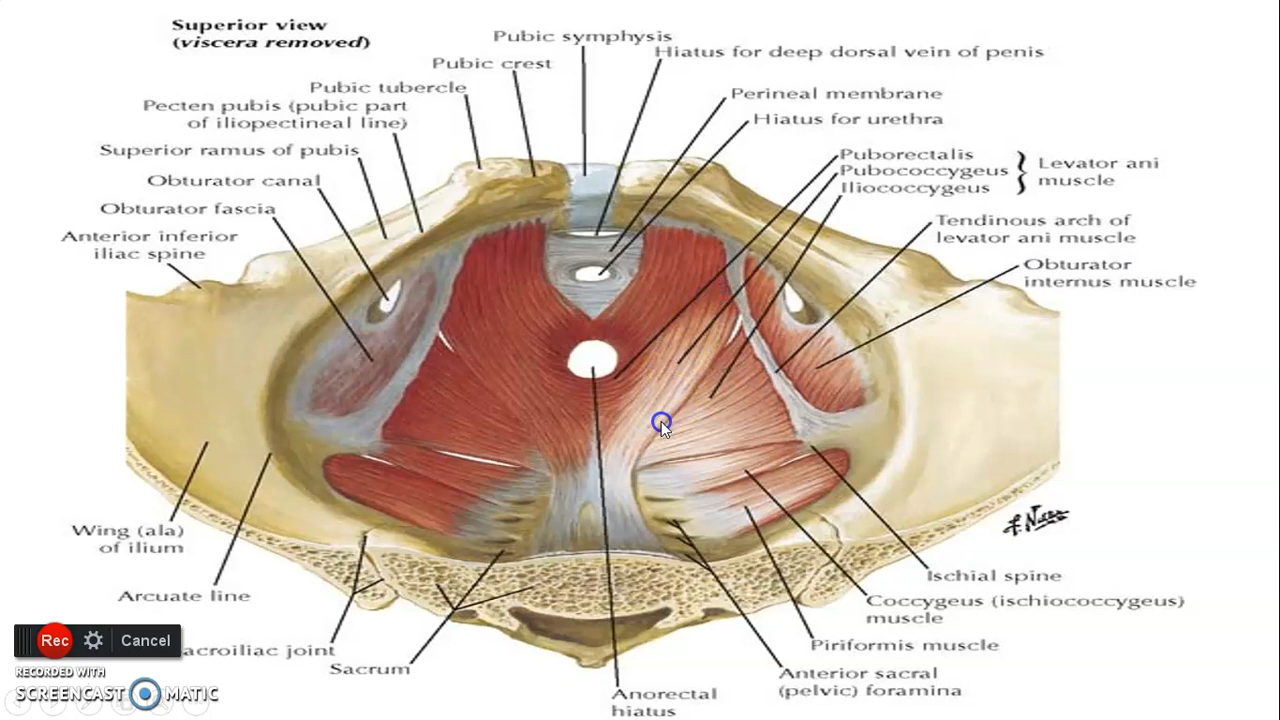 Superior view
(viscera removed)
Pubic symphysis
Hiatus for deep dorsal vein of penis
Pubic crest
Pubic tubercle
Perineal membrane
Pecten pubis (pubic part
of iliopectineal line)
Hiatus for urethra
Superior ramus of pubis
Puborectalis
Pubococcygeus
Iliococcygeus
Levator ani
muscle
Obturator canal
Obturator fascia
Tendinous arch of
levator ani muscle
Anterior inferior
iliac spine
Obturator
internus muscle
Wing (ala)
of ilium
Arcuate line
Ischial spine
Coccygeus (ischiococcygeus)
muscle
Rec
Cancel
acroiliac joint
Piriformis muscle
Sacrum
Anterior sacral
(pelvic) foramina
RECORDED WITH
SCREENCAST MATIC
Anorectal
hiatus